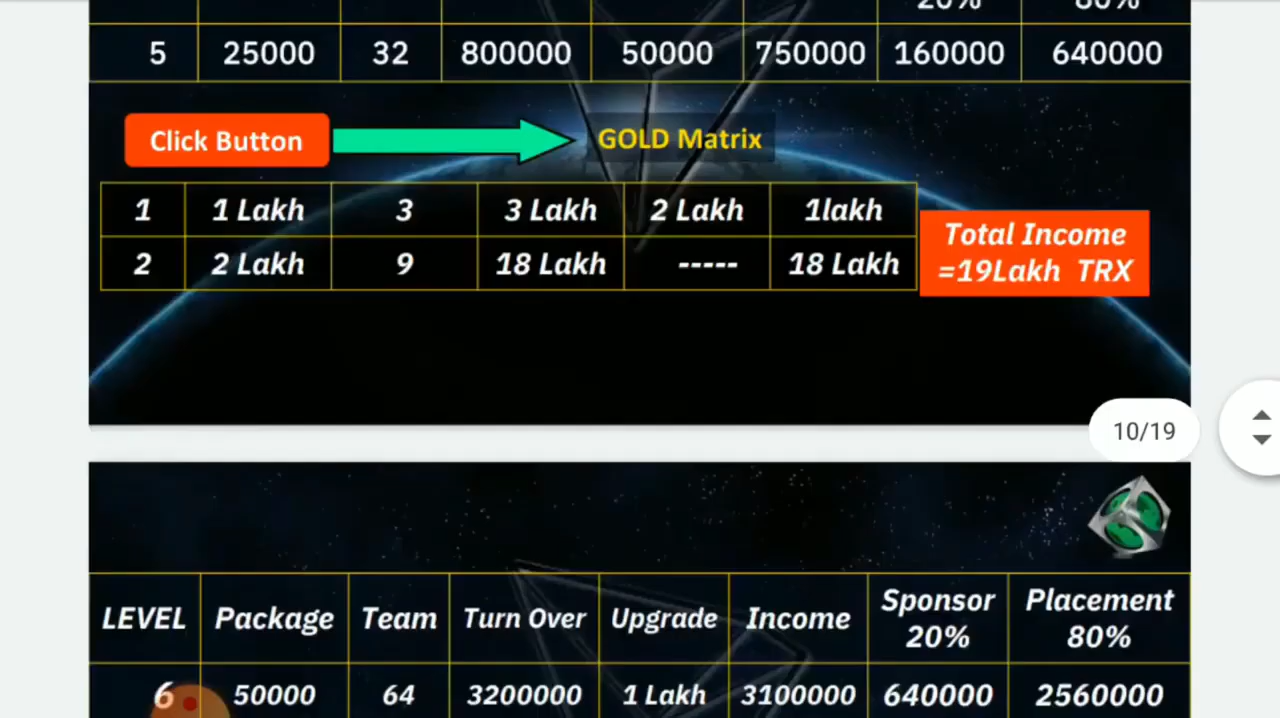 20% 80%
5 25000 32 800000 50000 750000 160000 640000
Click Button GOLD Matrix
1 1 Lakh 3 3 Lakh 2 Lakh 1lakh
2 2 Lakh 9 18 Lakh ----- 18 Lakh
Total Income
=19Lakh TRX
10/19
LEVEL Package Team Turn Over Upgrade Income Sponsor 20% Placement 80%
6 50000 64 3200000 1 Lakh 3100000 640000 2560000